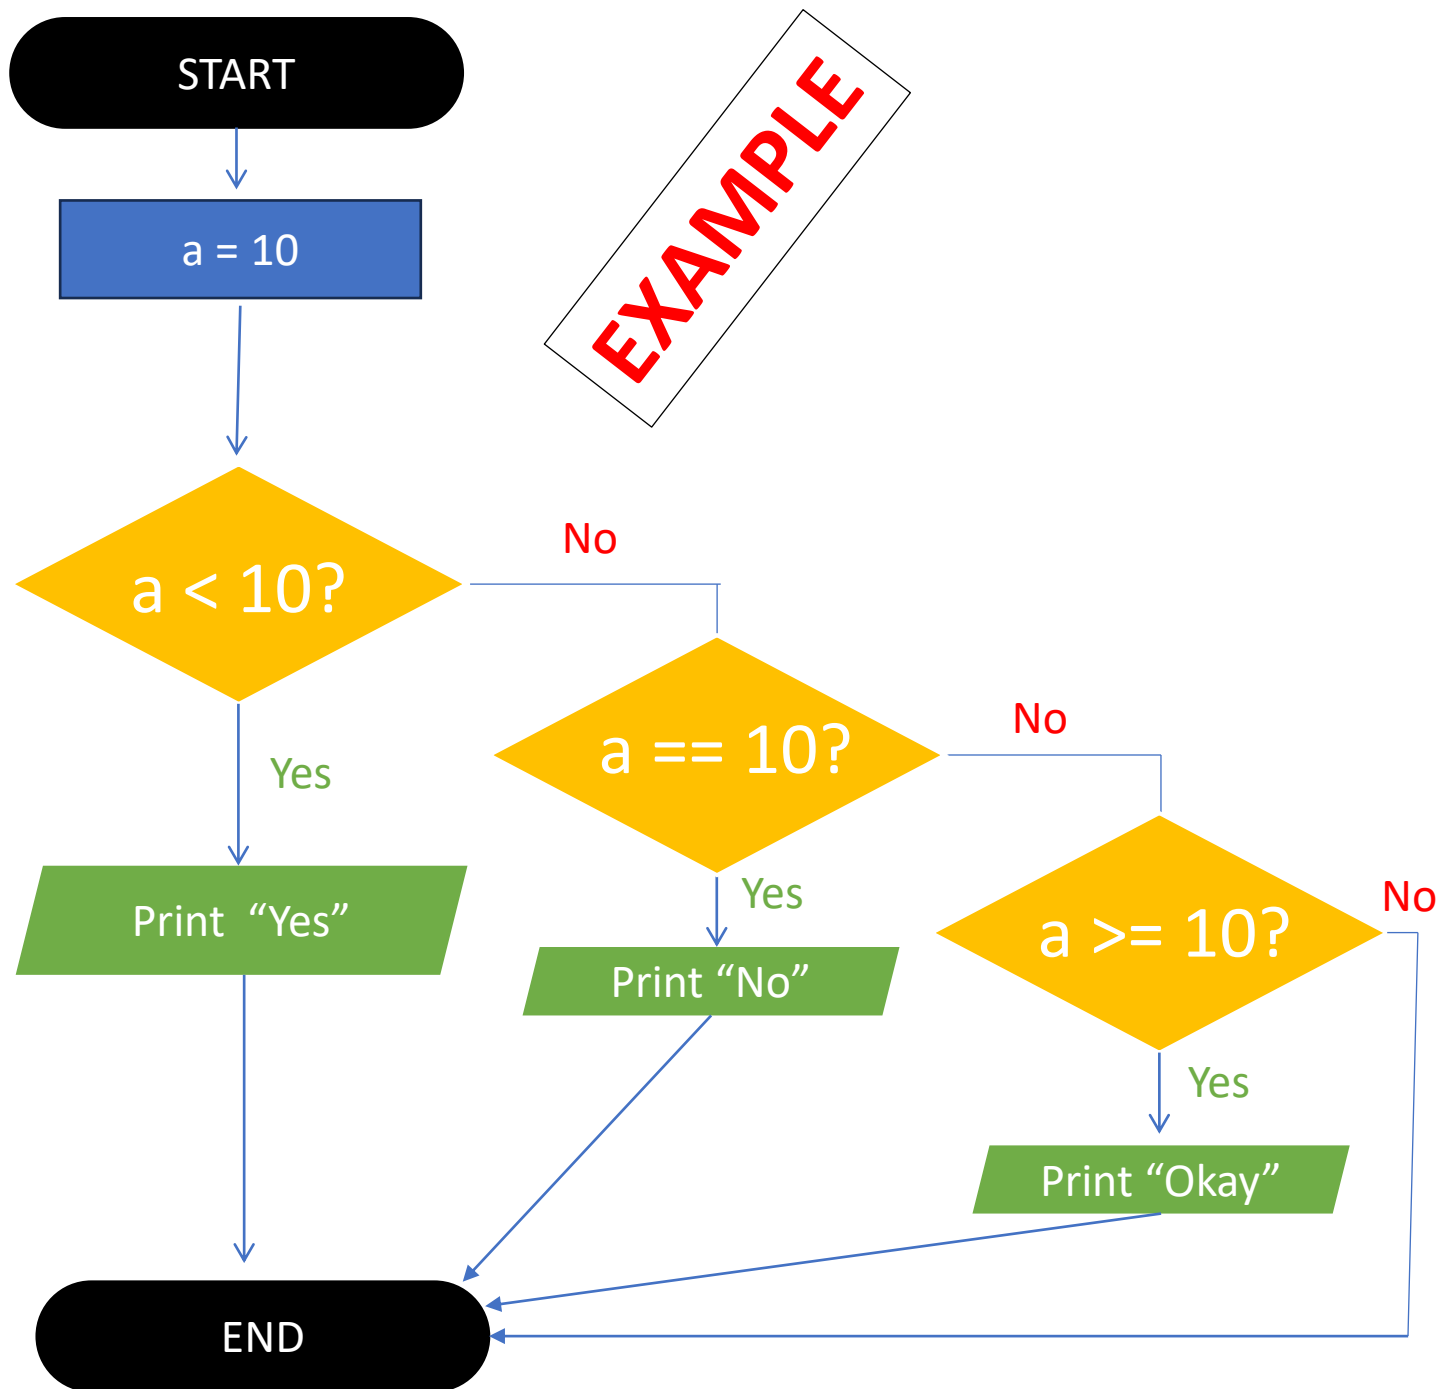 START
EXAMPLE
a = 10
a < 10?
No
a == 10?
No
Yes
a >= 10?
No
Print  “Yes”
Yes
Print “No”
Yes
Print “Okay”
END